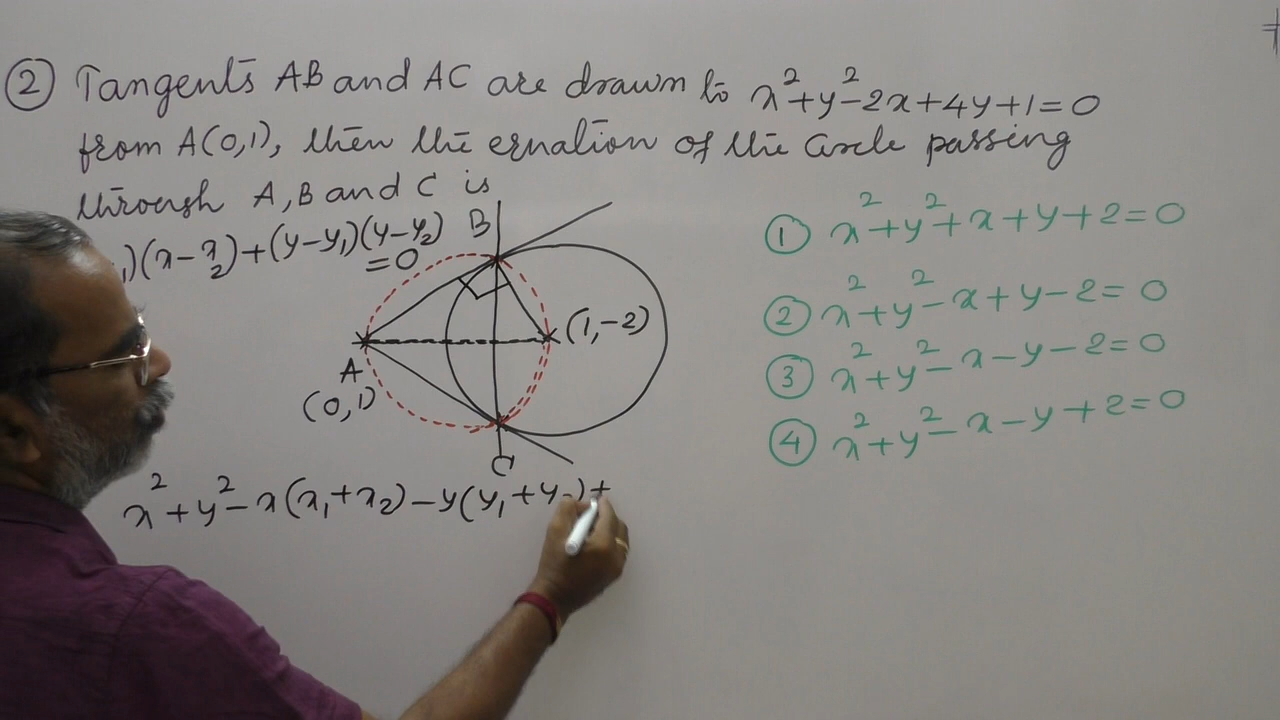 ② Tangents AB and AC are drawn to x²+y²-2x+4y+1=0
from A(0,1), then the equation of the Circle passing
through A, B and C is
₁)(x-x₂)+(y-y₁)(y-y₂)
=0
B
(1,-2)
A
(0,1)
C
x²+y²-x(x₁+x₂)-y(y₁+y₂)+
① x²+y²+x+y+2=0
② x²+y²-x+y-2=0
③ x²+y²-x-y-2=0
④ x²+y²-x-y+2=0